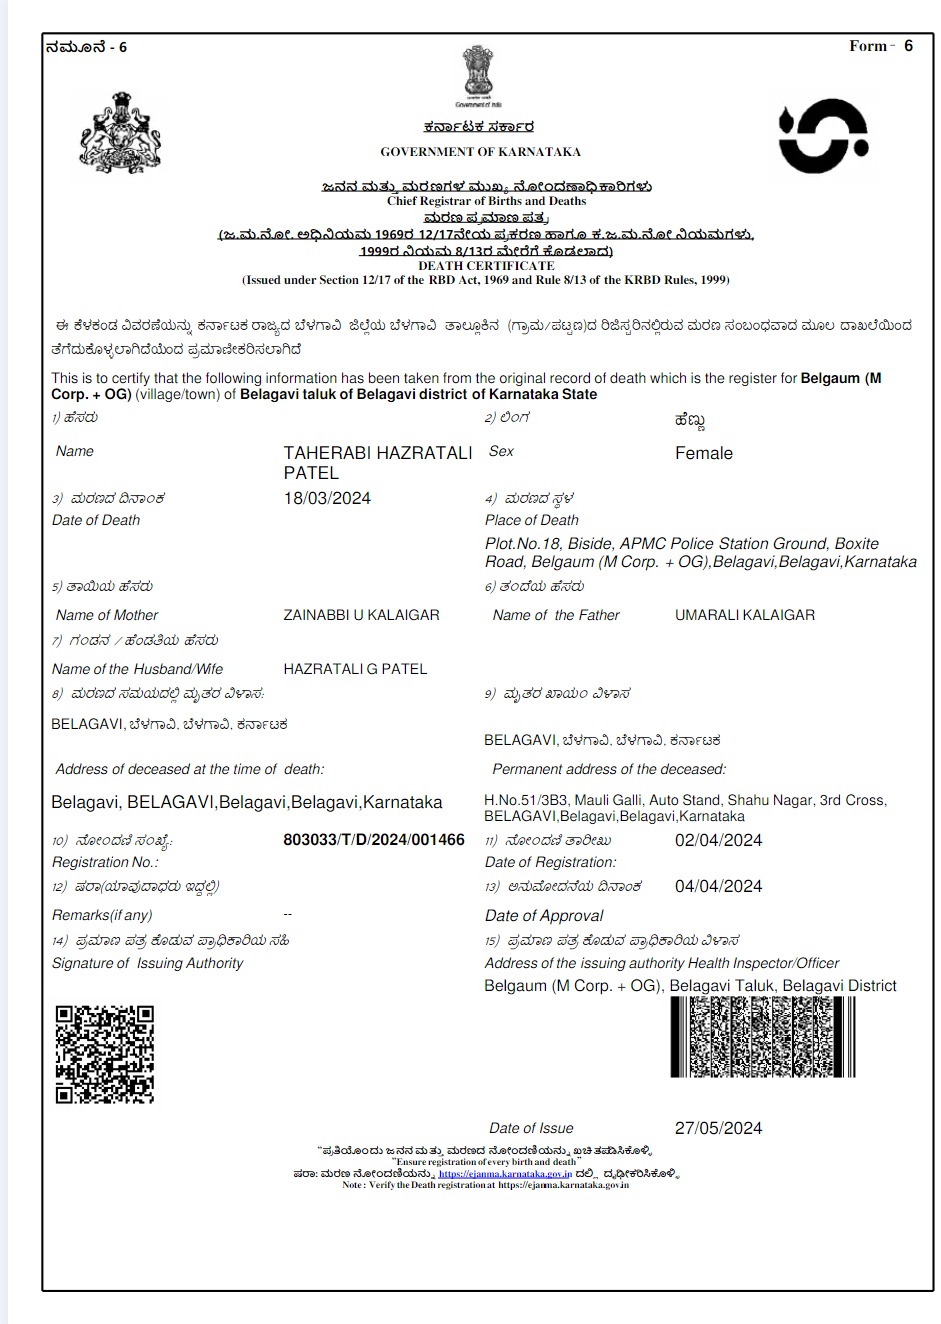 ನಮೂನೆ - 6
Form - 6
Government of India
ಕರ್ನಾಟಕ ಸರ್ಕಾರ
GOVERNMENT OF KARNATAKA
ಜನನ ಮತ್ತು ಮರಣಗಳ ಮುಖ್ಯ ನೋಂದಣಾಧಿಕಾರಿಗಳು
Chief Registrar of Births and Deaths
ಮರಣ ಪ್ರಮಾಣ ಪತ್ರ
(ಜ.ಮ.ನೋ. ಅಧಿನಿಯಮ 1969ರ 12/17ನೇಯ ಪ್ರಕರಣ ಹಾಗೂ ಕ.ಜ.ಮ.ನೋ ನಿಯಮಗಳು,
1999ರ ನಿಯಮ 8/13ರ ಮೇರೆಗೆ ಕೊಡಲಾದ)
DEATH CERTIFICATE
(Issued under Section 12/17 of the RBD Act, 1969 and Rule 8/13 of the KRBD Rules, 1999)
ಈ ಕೆಳಕಂಡ ವಿವರಣೆಯನ್ನು ಕರ್ನಾಟಕ ರಾಜ್ಯದ ಬೆಳಗಾವಿ ಜಿಲ್ಲೆಯ ಬೆಳಗಾವಿ ತಾಲ್ಲೂಕಿನ (ಗ್ರಾಮ/ಪಟ್ಟಣ)ದ ರಿಜಿಸ್ಟರಿನಲ್ಲಿರುವ ಮರಣ ಸಂಬಂಧವಾದ ಮೂಲ ದಾಖಲೆಯಿಂದ
ತೆಗೆದುಕೊಳ್ಳಲಾಗಿದೆಯೆಂದ ಪ್ರಮಾಣೀಕರಿಸಲಾಗಿದೆ
This is to certify that the following information has been taken from the original record of death which is the register for Belgaum (M
Corp. + OG) (village/town) of Belagavi taluk of Belagavi district of Karnataka State
1) ಹೆಸರು
2) ಲಿಂಗ ಹೆಣ್ಣು
Name TAHERABI HAZRATALI
PATEL
Sex Female
3) ಮರಣದ ದಿನಾಂಕ 18/03/2024
4) ಮರಣದ ಸ್ಥಳ
Date of Death
Place of Death
Plot.No.18, Biside, APMC Police Station Ground, Boxite
Road, Belgaum (M Corp. + OG),Belagavi,Belagavi,Karnataka
5) ತಾಯಿಯ ಹೆಸರು
6) ತಂದೆಯ ಹೆಸರು
Name of Mother ZAINABBI U KALAIGAR
Name of the Father UMARALI KALAIGAR
7) ಗಂಡನ / ಹೆಂಡತಿಯ ಹೆಸರು
Name of the Husband/Wife HAZRATALI G PATEL
8) ಮರಣದ ಸಮಯದಲ್ಲಿ ಮೃತರ ವಿಳಾಸ:
9) ಮೃತರ ಖಾಯಂ ವಿಳಾಸ
BELAGAVI, ಬೆಳಗಾವಿ, ಬೆಳಗಾವಿ, ಕರ್ನಾಟಕ
BELAGAVI, ಬೆಳಗಾವಿ, ಬೆಳಗಾವಿ, ಕರ್ನಾಟಕ
Address of deceased at the time of death:
Permanent address of the deceased:
Belagavi, BELAGAVI,Belagavi,Belagavi,Karnataka
H.No.51/3B3, Mauli Galli, Auto Stand, Shahu Nagar, 3rd Cross,
BELAGAVI,Belagavi,Belagavi,Karnataka
10) ನೋಂದಣಿ ಸಂಖ್ಯೆ: 803033/T/D/2024/001466
11) ನೋಂದಣಿ ತಾರೀಖು 02/04/2024
Registration No.:
Date of Registration:
12) ಷರಾ(ಯಾವುದಾಧರು ಇದ್ದಲ್ಲಿ)
13) ಅನುಮೋದನೆಯ ದಿನಾಂಕ 04/04/2024
Remarks(if any) --
Date of Approval
14) ಪ್ರಮಾಣ ಪತ್ರ ಕೊಡುವ ಪ್ರಾಧಿಕಾರಿಯ ಸಹಿ
15) ಪ್ರಮಾಣ ಪತ್ರ ಕೊಡುವ ಪ್ರಾಧಿಕಾರಿಯ ವಿಳಾಸ
Signature of Issuing Authority
Address of the issuing authority Health Inspector/Officer
Belgaum (M Corp. + OG), Belagavi Taluk, Belagavi District
Date of Issue 27/05/2024
"ಪ್ರತಿಯೊಂದು ಜನನ ಮತ್ತು ಮರಣದ ನೋಂದಣಿಯನ್ನು ಖಚಿತಪಡಿಸಿಕೊಳ್ಳಿ
"Ensure registration of every birth and death"
ಷರಾ: ಮರಣ ನೋಂದಣಿಯನ್ನು https://ejanma.karnataka.gov.in ದಲ್ಲಿ ದೃಢೀಕರಿಸಿಕೊಳ್ಳಿ
Note : Verify the Death registration at https://ejanma.karnataka.gov.in